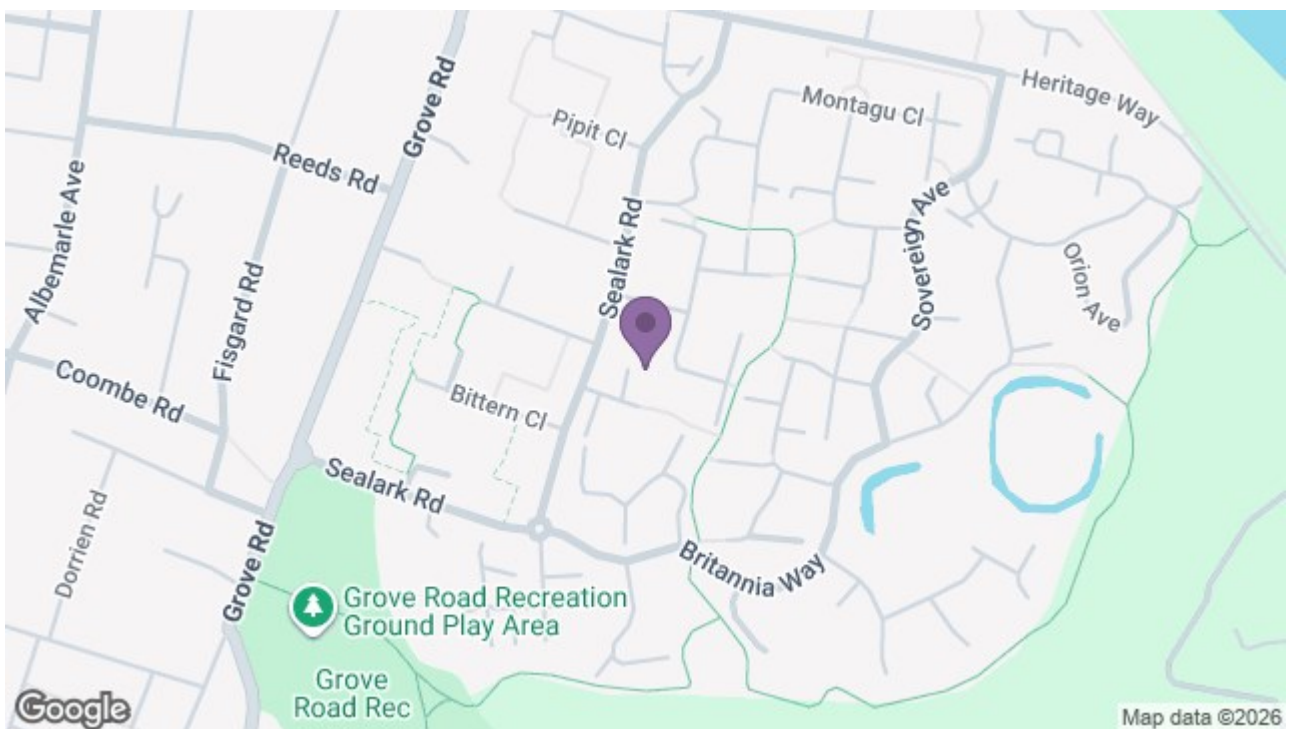 Heritage Way
Montagu Cl
Grove Rd
Pipit Cl
Reeds Rd
Albemarle Ave
Sealark Rd
Sovereign Ave
Orion Ave
Fisgard Rd
Coombe Rd
Bittern Cl
Sealark Rd
Dorrien Rd
Grove Rd
Britannia Way
Grove Road Recreation
Ground Play Area
Grove
Road Rec
Google
Map data ©2026